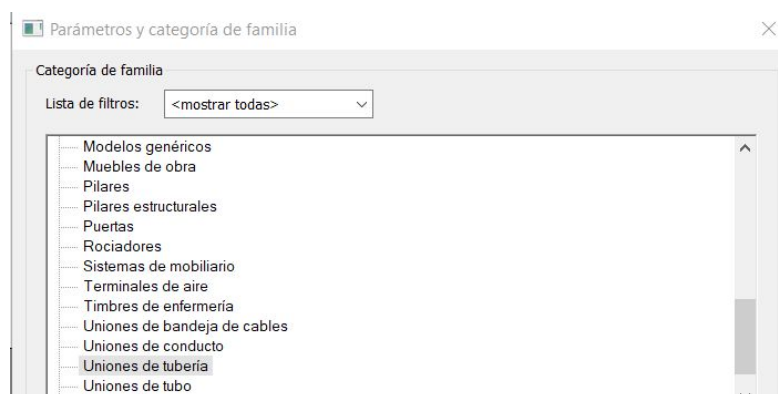 Parámetros y categoría de familia
Categoría de familia
Lista de filtros: <mostrar todas>
Modelos genéricos
Muebles de obra
Pilares
Pilares estructurales
Puertas
Rociadores
Sistemas de mobiliario
Terminales de aire
Timbres de enfermería
Uniones de bandeja de cables
Uniones de conducto
Uniones de tubería
Uniones de tubo